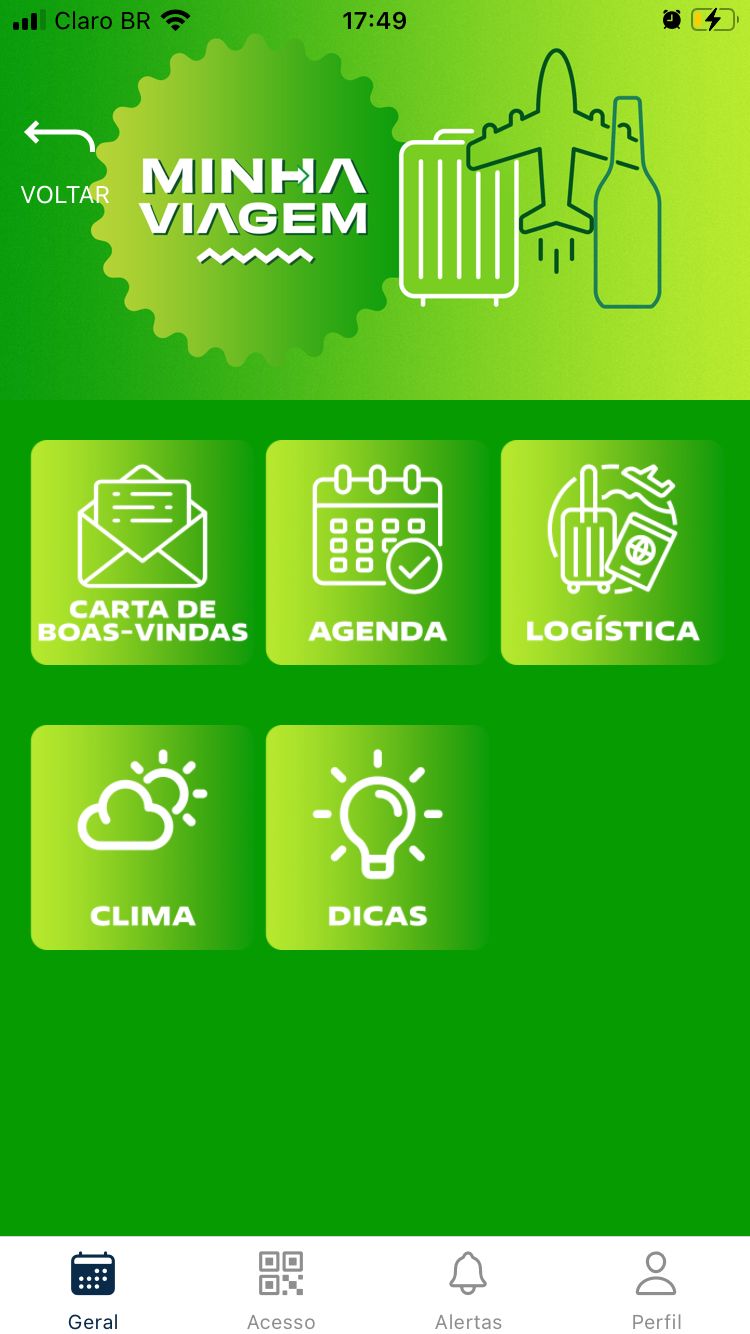 Claro BR
17:49
VOLTAR
MINHA
VIAGEM
CARTA DE
BOAS-VINDAS
AGENDA
LOGÍSTICA
CLIMA
DICAS
Geral
Acesso
Alertas
Perfil